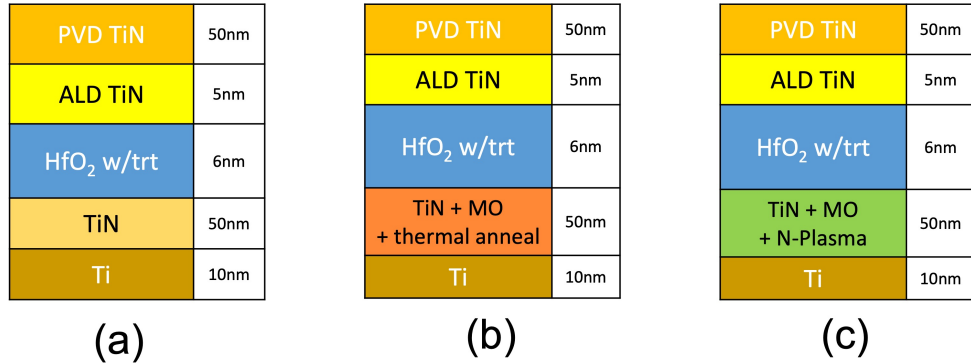 PVD TiN 50nm
ALD TiN 5nm
HfO₂ w/trt 6nm
TiN 50nm
Ti 10nm
(a)
PVD TiN 50nm
ALD TiN 5nm
HfO₂ w/trt 6nm
TiN + MO
+ thermal anneal 50nm
Ti 10nm
(b)
PVD TiN 50nm
ALD TiN 5nm
HfO₂ w/trt 6nm
TiN + MO
+ N-Plasma 50nm
Ti 10nm
(c)